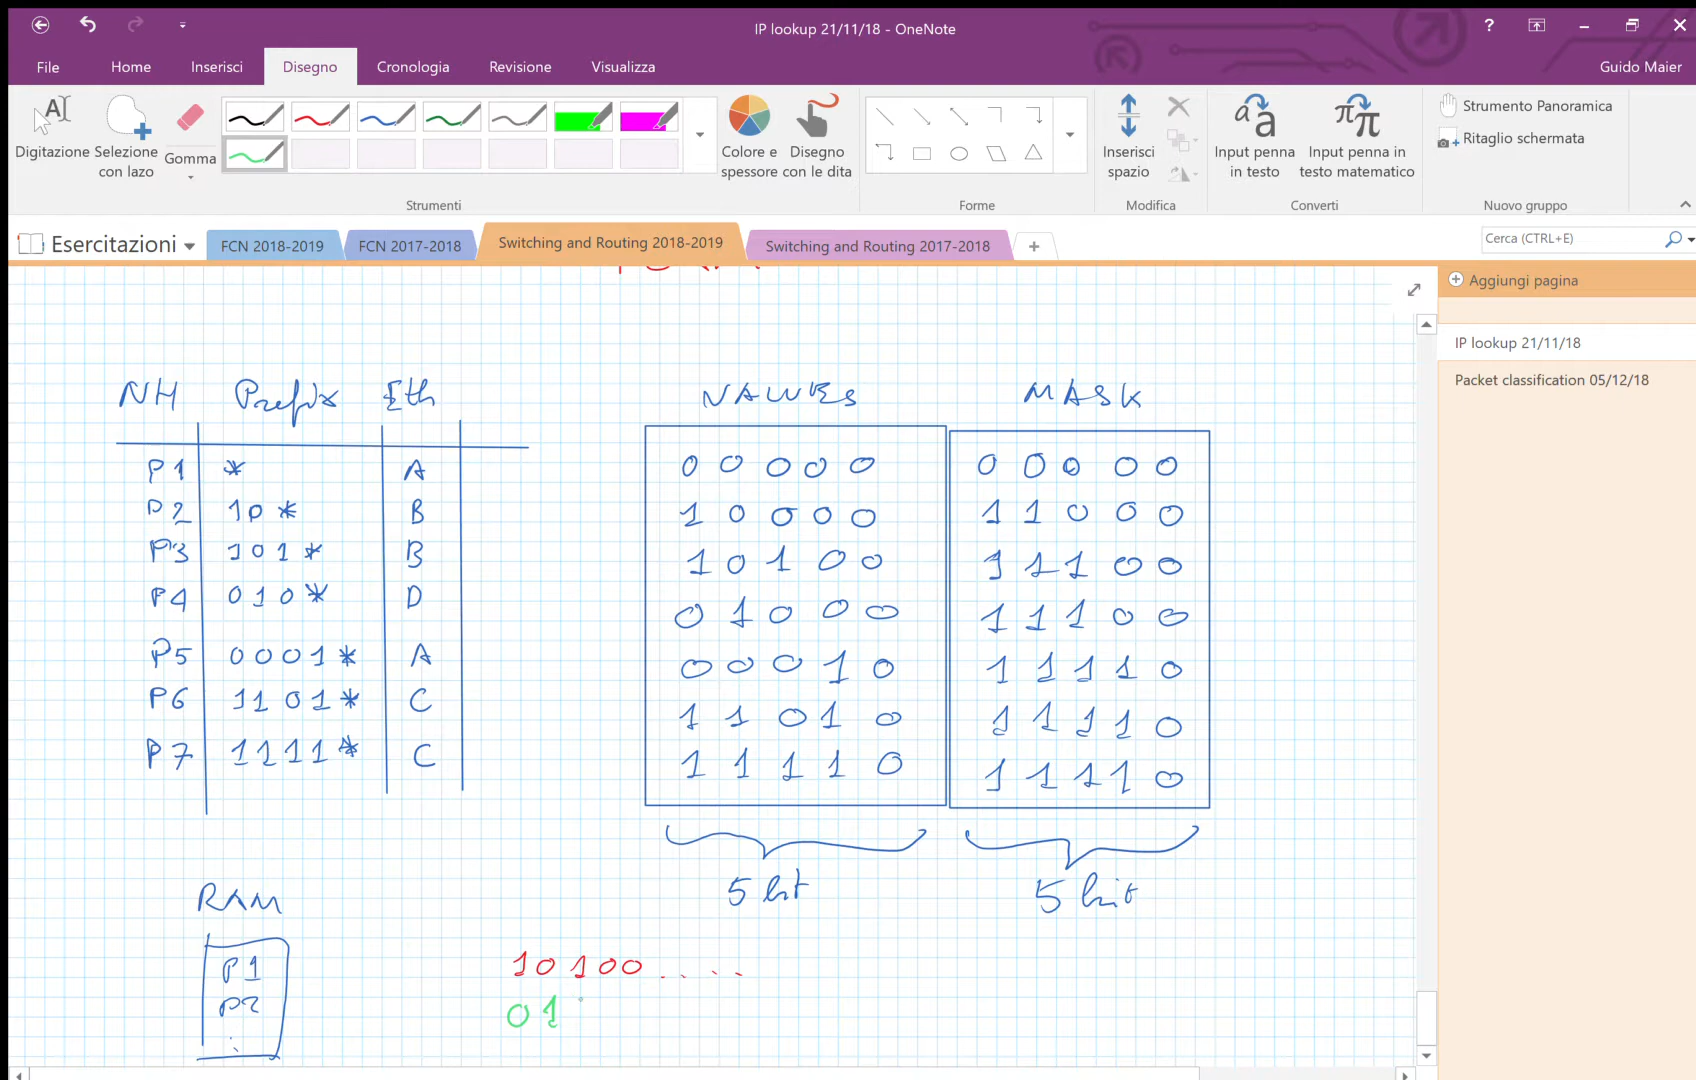 IP lookup 21/11/18 - OneNote
?
File Home Inserisci Disegno Cronologia Revisione Visualizza Guido Maier
Digitazione
Selezione con lazo
Gomma
Colore e spessore
Disegno con le dita
Inserisci spazio
Input penna in testo
Input penna in testo matematico
Strumento Panoramica
Ritaglio schermata
Strumenti Forme Modifica Converti Nuovo gruppo
Esercitazioni FCN 2018-2019 FCN 2017-2018 Switching and Routing 2018-2019 Switching and Routing 2017-2018 + Cerca (CTRL+E)
Aggiungi pagina
IP lookup 21/11/18
Packet classification 05/12/18
NH Prefix Eth VALUES MASK
P1 * A 0 0 0 0 0 0 0 0 0 0
P2 10* B 1 0 0 0 0 1 1 0 0 0
P3 101* B 1 0 1 0 0 1 1 1 0 0
P4 010* D 0 1 0 0 0 1 1 1 0 0
P5 0001* A 0 0 0 1 0 1 1 1 1 0
P6 1101* C 1 1 0 1 0 1 1 1 1 0
P7 1111* C 1 1 1 1 0 1 1 1 1 0
5 bit 5 bit
RAM
P1
P2
10100.....
01